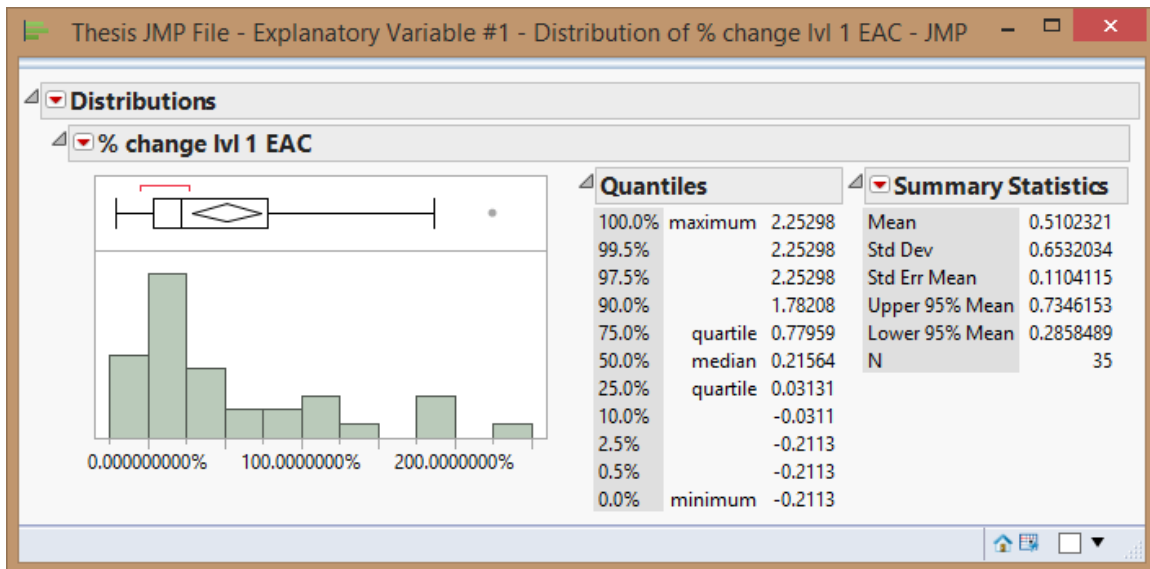 Thesis JMP File - Explanatory Variable #1 - Distribution of % change lvl 1 EAC - JMP
Distributions
% change lvl 1 EAC
0.000000000% 100.0000000% 200.0000000%
Quantiles
100.0% maximum 2.25298
99.5% 2.25298
97.5% 2.25298
90.0% 1.78208
75.0% quartile 0.77959
50.0% median 0.21564
25.0% quartile 0.03131
10.0% -0.0311
2.5% -0.2113
0.5% -0.2113
0.0% minimum -0.2113
Summary Statistics
Mean 0.5102321
Std Dev 0.6532034
Std Err Mean 0.1104115
Upper 95% Mean 0.7346153
Lower 95% Mean 0.2858489
N 35